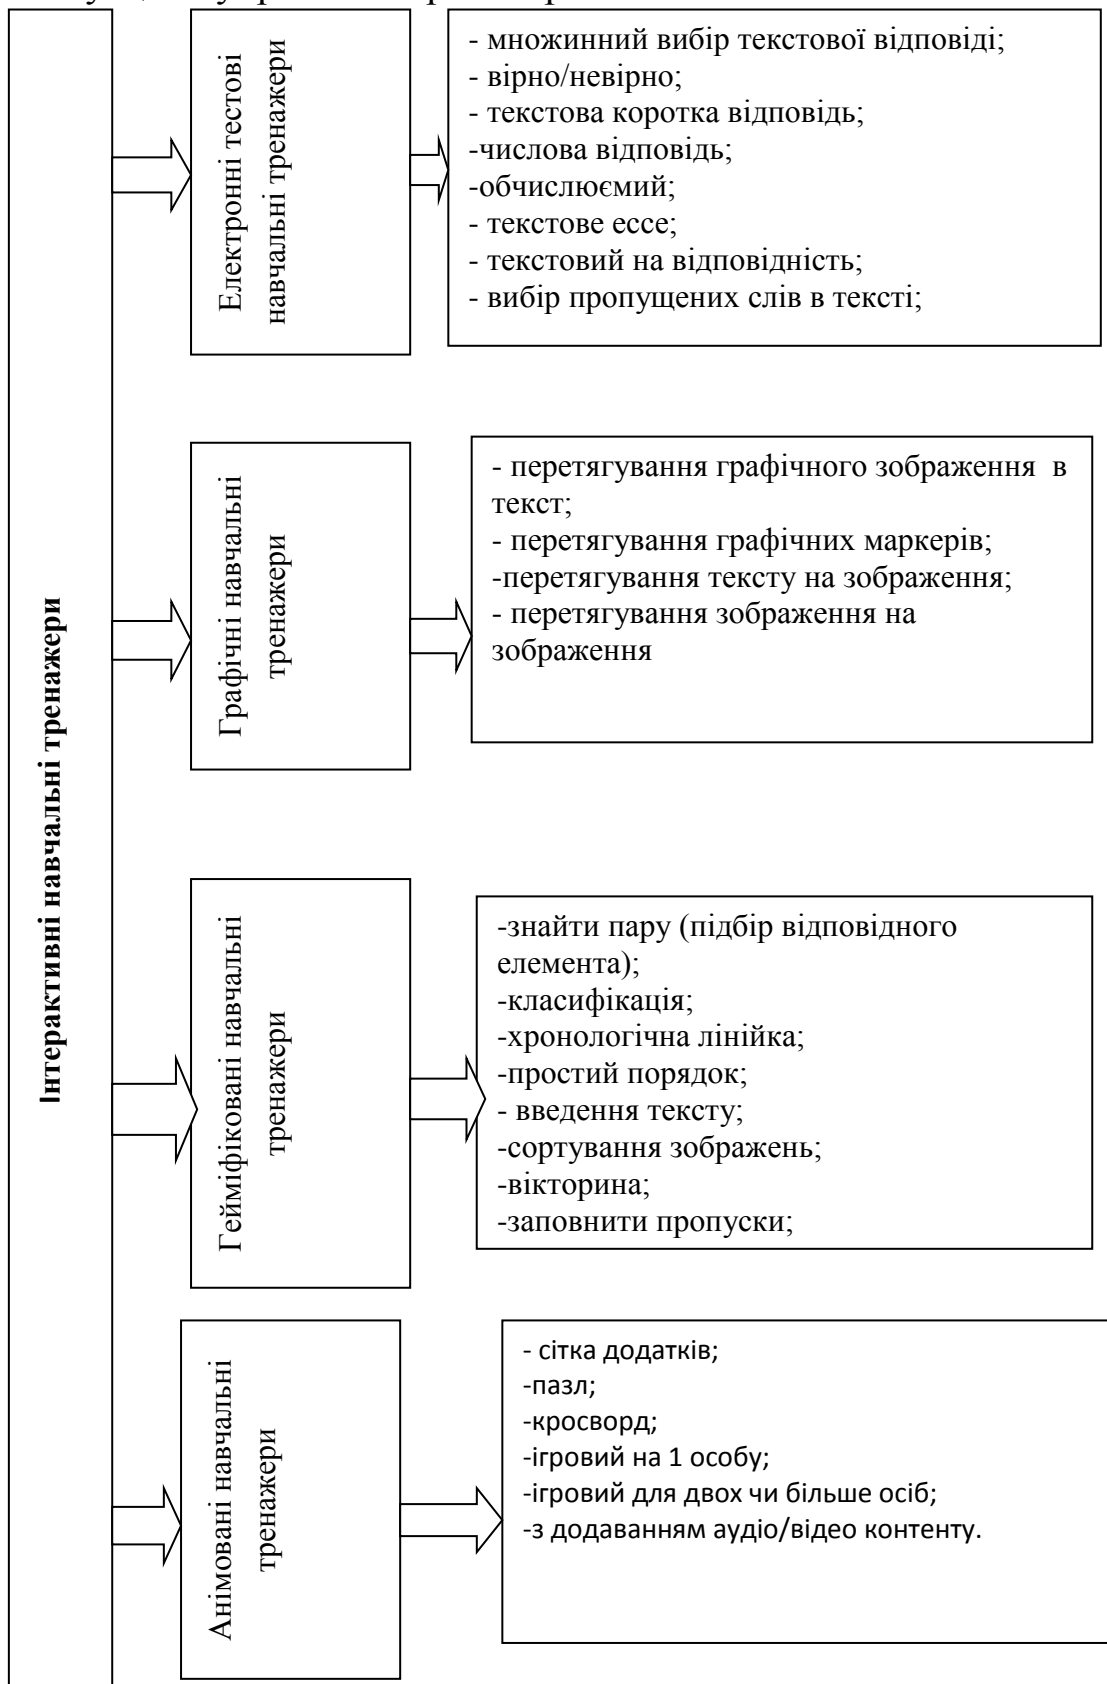 Інтерактивні навчальні тренажери
Електронні тестові
навчальні тренажери
- множинний вибір текстової відповіді;
- вірно/невірно;
- текстова коротка відповідь;
-числова відповідь;
-обчислюємий;
- текстове ессе;
- текстовий на відповідність;
- вибір пропущених слів в тексті;
Графічні навчальні
тренажери
- перетягування графічного зображення в
текст;
- перетягування графічних маркерів;
-перетягування тексту на зображення;
- перетягування зображення на
зображення
Гейміфіковані навчальні
тренажери
-знайти пару (підбір відповідного
елемента);
-класифікація;
-хронологічна лінійка;
-простий порядок;
- введення тексту;
-сортування зображень;
-вікторина;
-заповнити пропуски;
Анімовані навчальні
тренажери
- сітка додатків;
-пазл;
-кросворд;
-ігровий на 1 особу;
-ігровий для двох чи більше осіб;
-з додаванням аудіо/відео контенту.